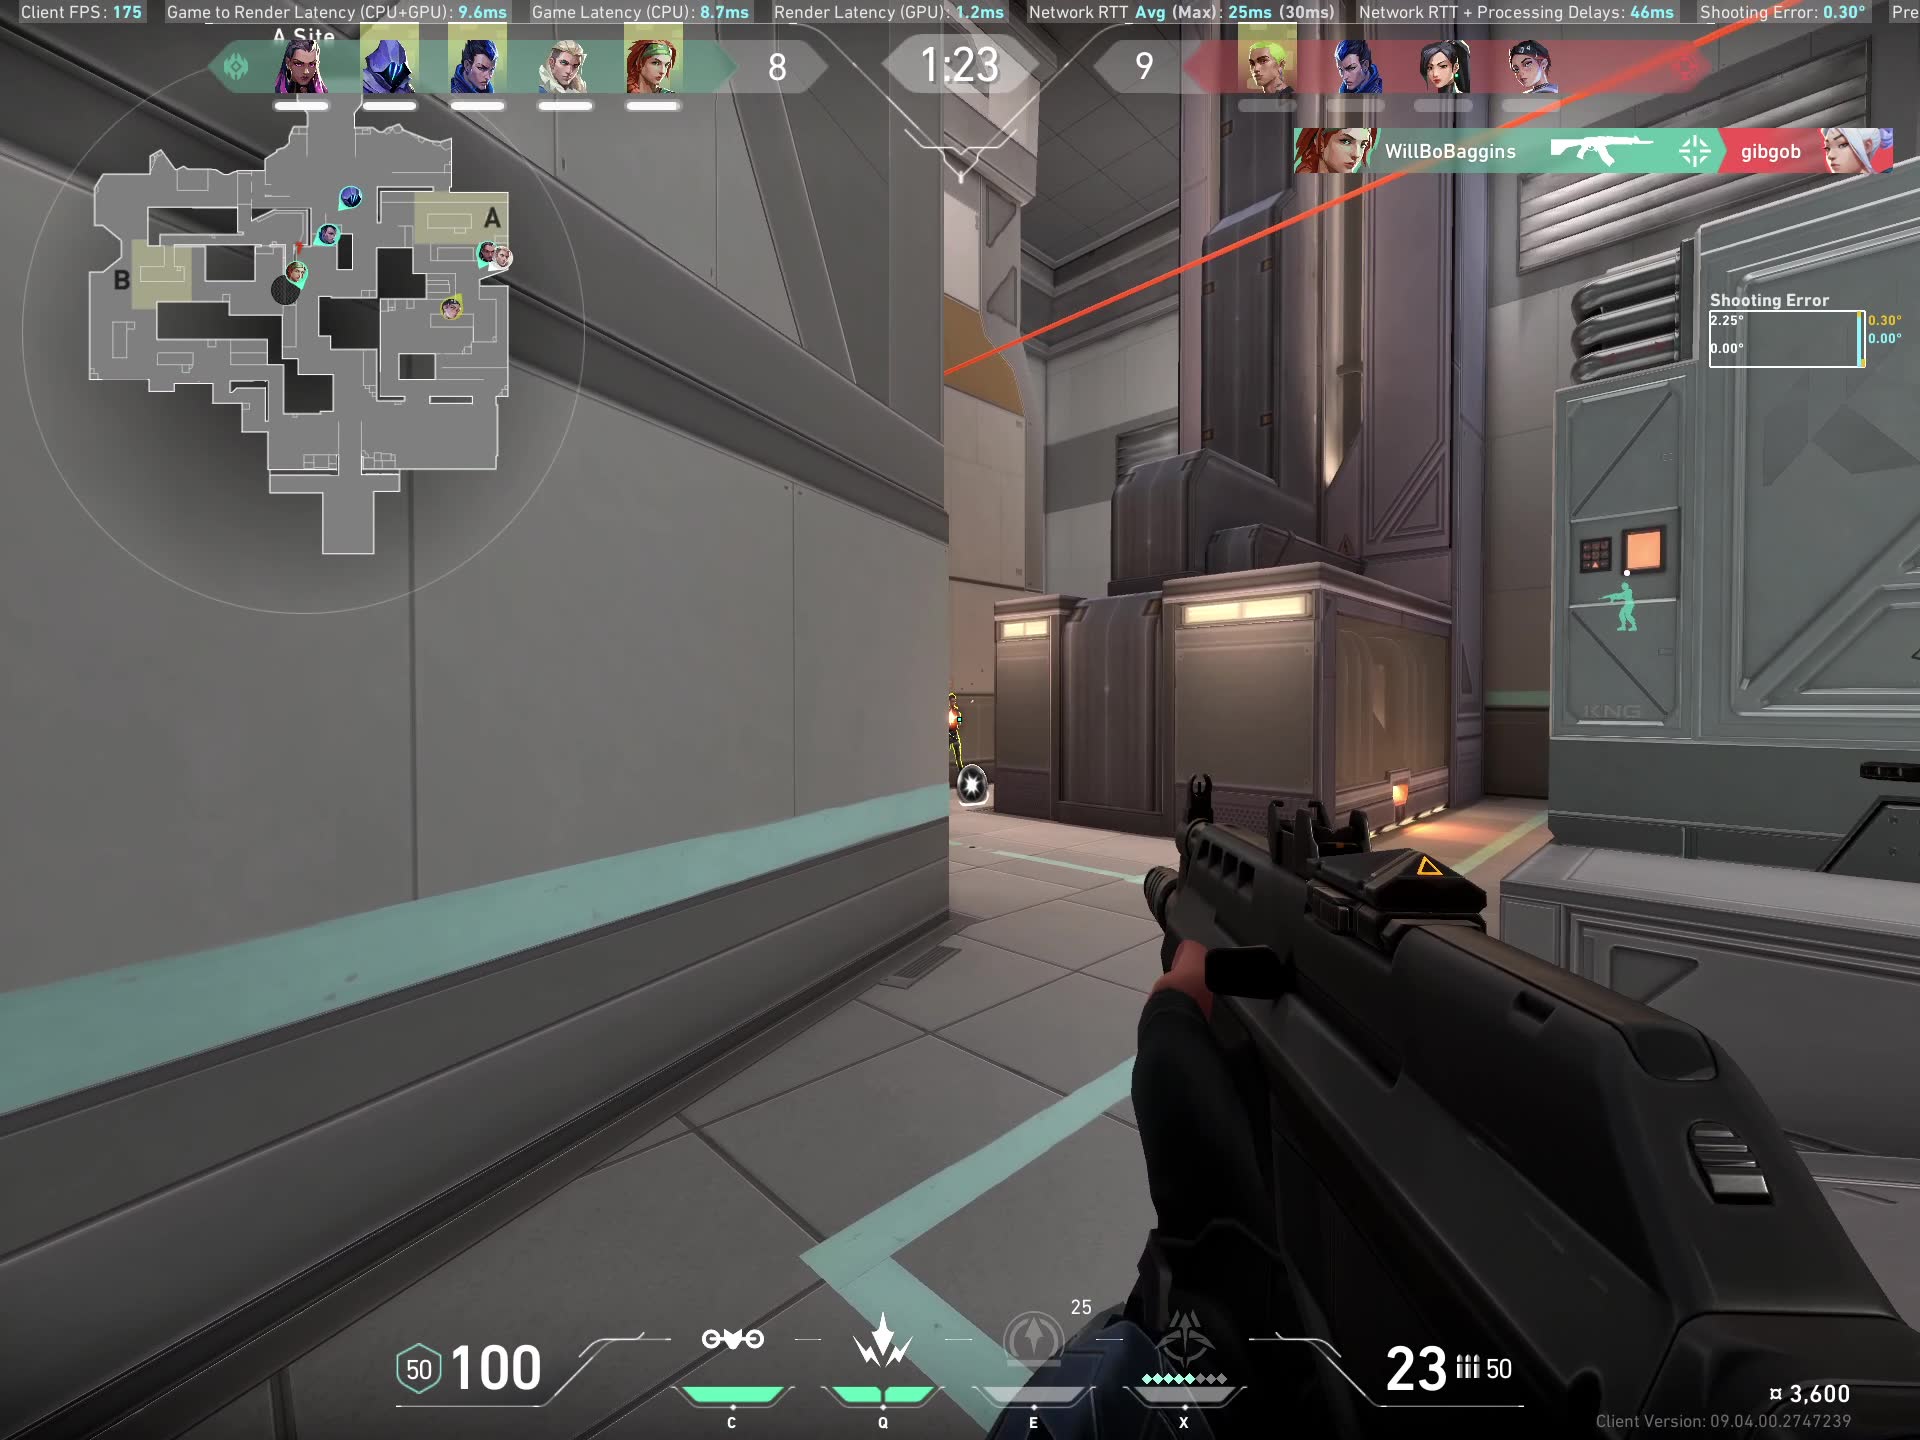 Client FPS: 175 Game to Render Latency (CPU+GPU): 9.6ms Game Latency (CPU): 8.7ms Render Latency (GPU): 1.2ms Network RTT Avg (Max): 25ms (30ms) Network RTT + Processing Delays: 46ms Shooting Error: 0.30° Pre
A Site
8 1:23 9
WillBoBaggins gibgob
A
B
Shooting Error
2.25° 0.30°
0.00° 0.00°
KNG
25
50 100
23 50
C Q E X
¤ 3,600
Client Version: 09.04.00.2747239